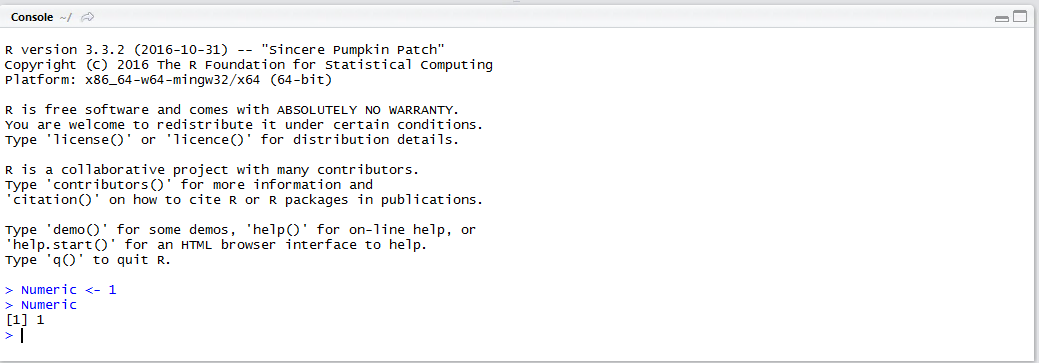 Console ~/
R version 3.3.2 (2016-10-31) -- "Sincere Pumpkin Patch"
Copyright (C) 2016 The R Foundation for Statistical Computing
Platform: x86_64-w64-mingw32/x64 (64-bit)
R is free software and comes with ABSOLUTELY NO WARRANTY.
You are welcome to redistribute it under certain conditions.
Type 'license()' or 'licence()' for distribution details.
R is a collaborative project with many contributors.
Type 'contributors()' for more information and
'citation()' on how to cite R or R packages in publications.
Type 'demo()' for some demos, 'help()' for on-line help, or
'help.start()' for an HTML browser interface to help.
Type 'q()' to quit R.
> Numeric <- 1
> Numeric
[1] 1
>